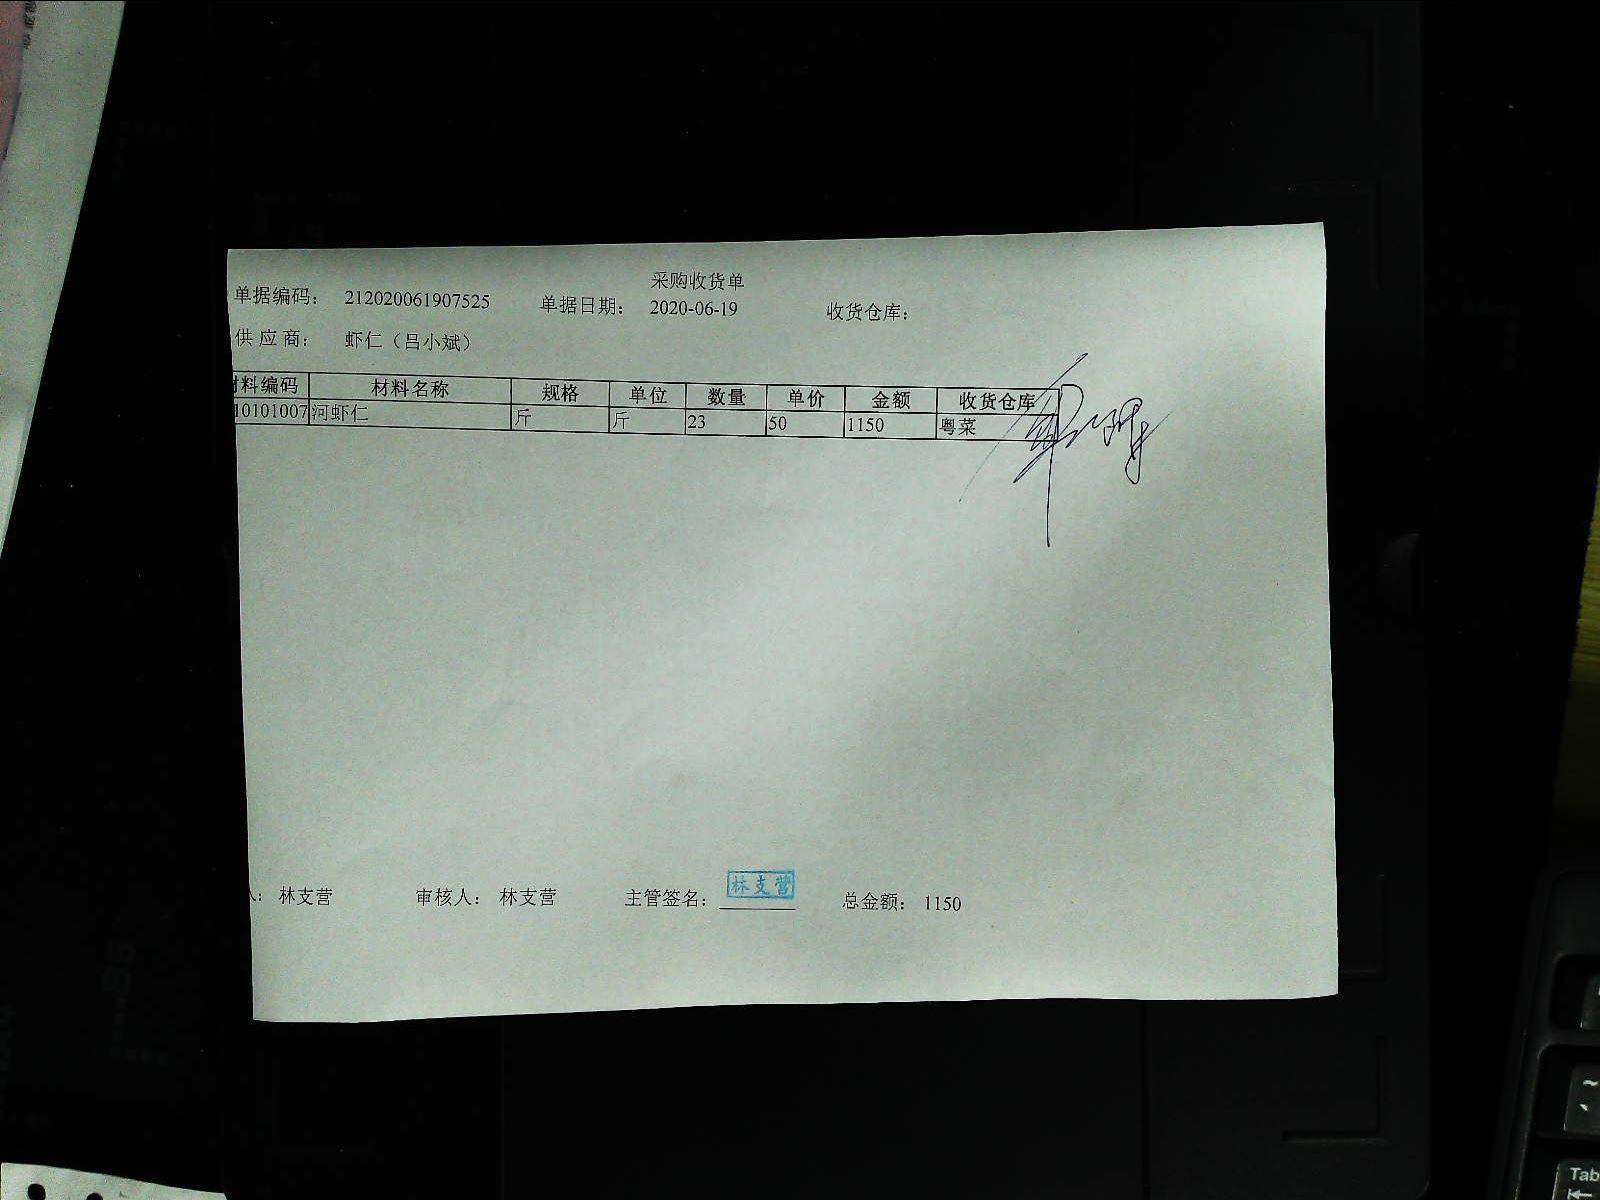 采购收货单
单据编码： 212020061907525 单据日期： 2020-06-19 收货仓库：
供应商： 虾仁（吕小斌）
材料编码 材料名称 规格 单位 数量 单价 金额 收货仓库
10101007 河虾仁 斤 斤 23 50 1150 粤菜
人： 林支营 审核人： 林支营 主管签名： 林支营 总金额： 1150
Tab